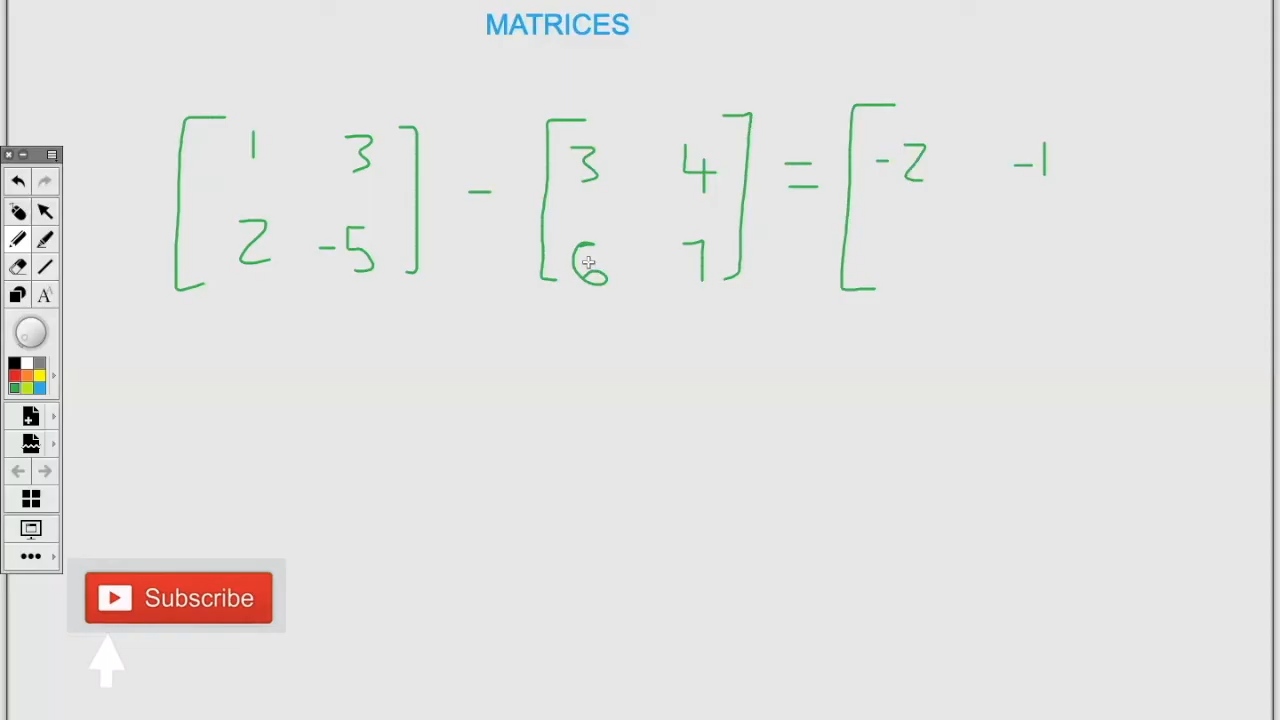 MATRICES
[1 3] - [3 4] = [-2 -1
[2 -5] [6 7] [
Subscribe